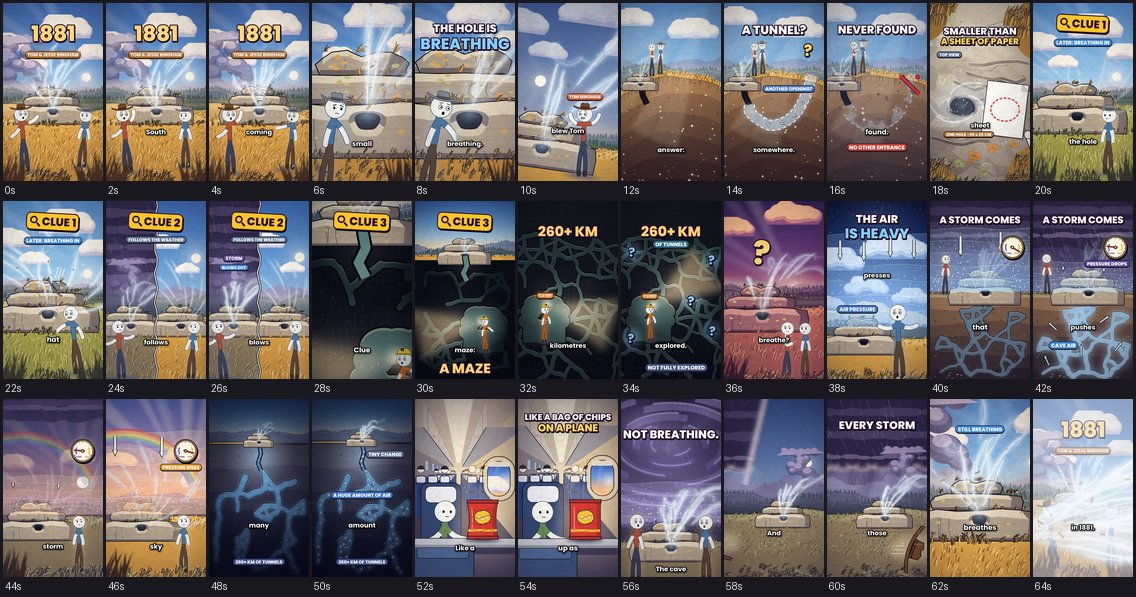 1881
TOM & JESSE BINGHAM
0s
1881
TOM & JESSE BINGHAM
South
2s
1881
TOM & JESSE BINGHAM
coming
4s
small
6s
THE HOLE IS
BREATHING
breathing.
8s
TOM BINGHAM
blew Tom
10s
answer:
12s
A TUNNEL?
?
ANOTHER OPENING?
somewhere.
14s
NEVER FOUND
found:
NO OTHER ENTRANCE
16s
SMALLER THAN
A SHEET OF PAPER
TOP VIEW
sheet
18s
CLUE 1
LATER: BREATHING IN
the hole
20s
CLUE 1
LATER: BREATHING IN
hat
22s
CLUE 2
FOLLOWS THE WEATHER
follows
24s
CLUE 2
FOLLOWS THE WEATHER
STORM
BLOWS OUT
blows
26s
CLUE 3
Clue
28s
CLUE 3
maze:
A MAZE
30s
260+ KM
CAVER
kilometres
32s
260+ KM
OF TUNNELS
?
?
CAVER
?
?
?
explored.
NOT FULLY EXPLORED
34s
?
breathe?
36s
THE AIR
IS HEAVY
presses
AIR PRESSURE
38s
A STORM COMES
that
40s
A STORM COMES
PRESSURE DROPS
pushes
CAVE AIR
42s
storm
44s
PRESSURE RISES
sky
46s
many
260+ KM OF TUNNELS
48s
TINY CHANGE
A HUGE AMOUNT OF AIR
amount
260+ KM OF TUNNELS
50s
Like a
52s
LIKE A BAG OF CHIPS
ON A PLANE
up as
54s
NOT BREATHING.
The cave
56s
And
58s
EVERY STORM
those
60s
STILL BREATHING
breathes
62s
1881
TOM & JESSE BINGHAM
in 1881.
64s